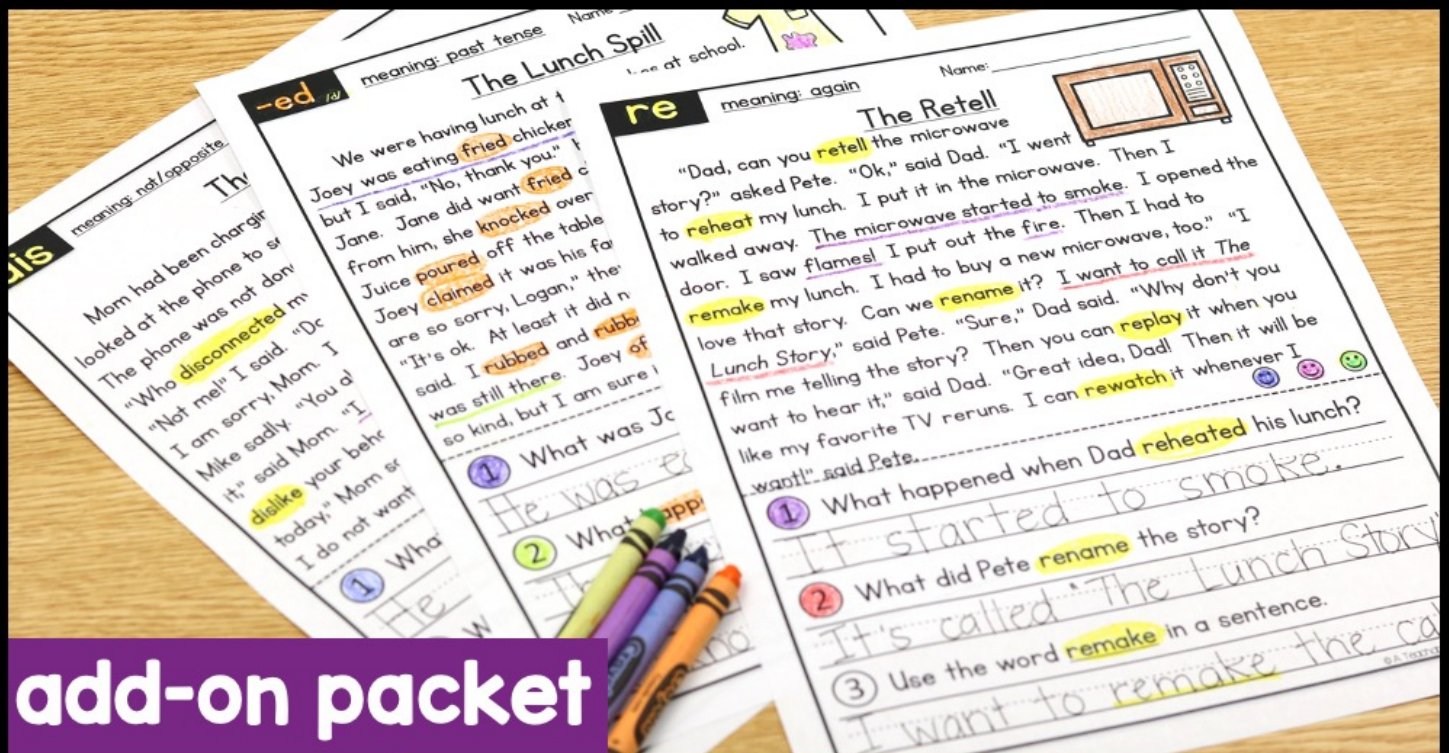 dis
meaning: not/opposite
Mom had been
looked at the phone to
The phone was not
"Who disconnected
"Not me!" I said.
I am sorry, Mom. I
Mike sadly. "You
it," said Mom. "I
dislike your
today," Mom
I do not want
1
He
-ed /d/
meaning: past tense
Name
The Lunch Spill
at school.
We were having lunch at
Joey was eating fried chicken
but I said, "No, thank you."
Jane. Jane did want fried
from him, she knocked over
Juice poured off the table
Joey claimed it was his
are so sorry, Logan,"
"It's ok. At least it did
said. I rubbed and
was still there. Joey
so kind, but I am sure
1 What was
He was
2 What
re
meaning: again
Name:
The Retell
"Dad, can you retell the microwave
story?" asked Pete. "Ok," said Dad. "I went
to reheat my lunch. I put it in the microwave. Then I
walked away. The microwave started to smoke. I opened the
door. I saw flames! I put out the fire. Then I had to
remake my lunch. I had to buy a new microwave, too." "I
love that story. Can we rename it? I want to call it The
Lunch Story," said Pete. "Sure," Dad said. "Why don't you
film me telling the story? Then you can replay it when you
want to hear it," said Dad. "Great idea, Dad! Then it will be
like my favorite TV reruns. I can rewatch it whenever I
want!" said Pete.
1 What happened when Dad reheated his lunch?
It started to smoke.
2 What did Pete rename the story?
It's called "The Lunch Story"
3 Use the word remake in a sentence.
I want to remake the
add-on packet